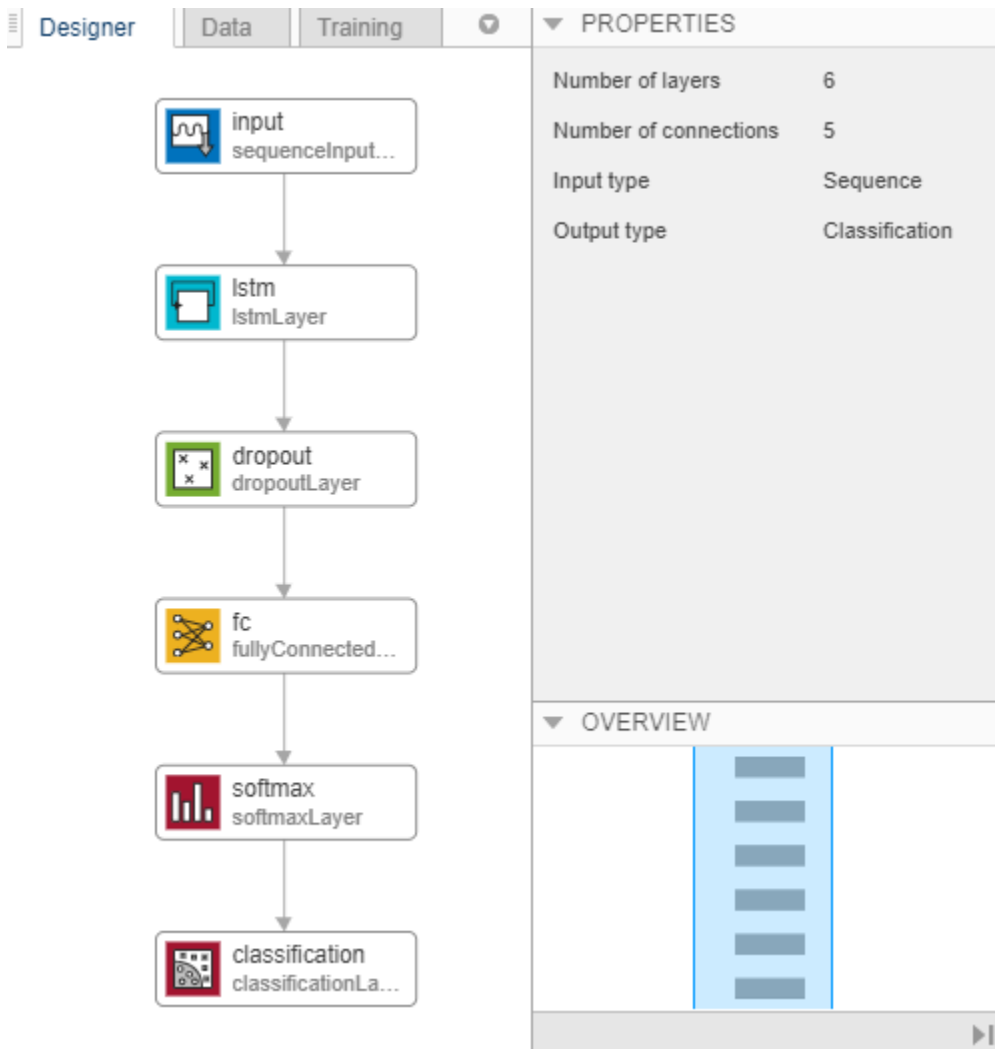 Designer
Data
Training
input
sequenceInput...
lstm
lstmLayer
dropout
dropoutLayer
fc
fullyConnected...
softmax
softmaxLayer
classification
classificationLa...
PROPERTIES
Number of layers 6
Number of connections 5
Input type Sequence
Output type Classification
OVERVIEW